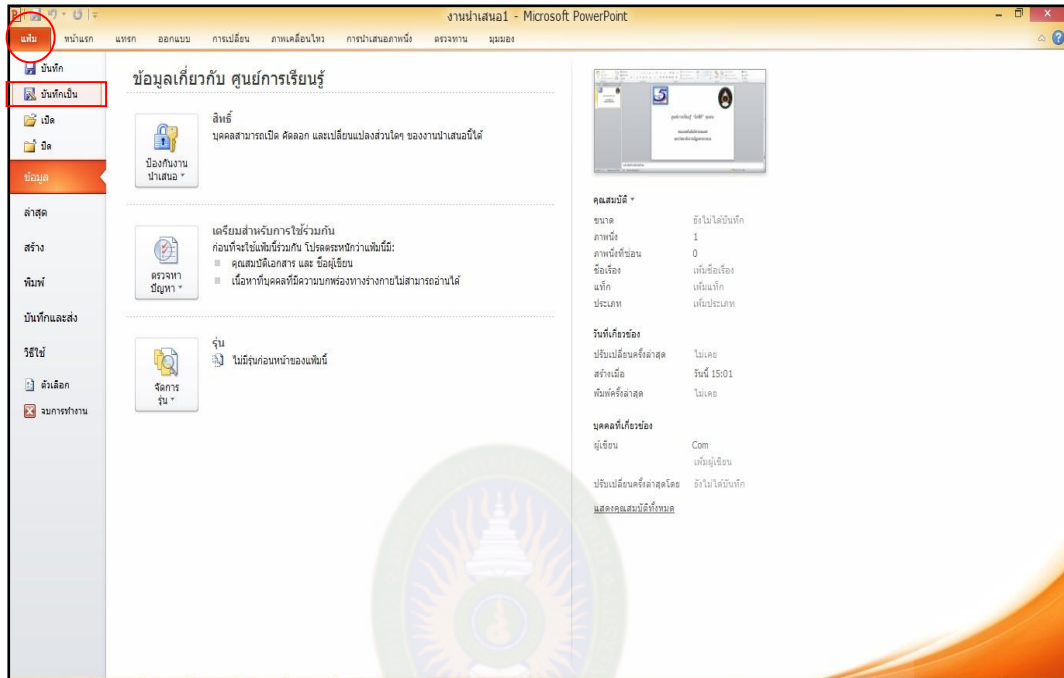 งานนำเสนอ1 - Microsoft PowerPoint
แฟ้ม หน้าแรก แทรก ออกแบบ การเปลี่ยน ภาพเคลื่อนไหว การนำเสนอภาพนิ่ง ตรวจทาน มุมมอง
บันทึก
บันทึกเป็น
เปิด
ปิด
ข้อมูล
ล่าสุด
สร้าง
พิมพ์
บันทึกและส่ง
วิธีใช้
ตัวเลือก
จบการทำงาน
ข้อมูลเกี่ยวกับ ศูนย์การเรียนรู้
ป้องกันงาน
นำเสนอ
สิทธิ์
บุคคลสามารถเปิด คัดลอก และเปลี่ยนแปลงส่วนใดๆ ของงานนำเสนอนี้ได้
ตรวจหา
ปัญหา
เตรียมสำหรับการใช้ร่วมกัน
ก่อนที่จะใช้แฟ้มนี้ร่วมกัน โปรดตระหนักว่าแฟ้มนี้มี:
คุณสมบัติเอกสาร และ ชื่อผู้เขียน
เนื้อหาที่บุคคลที่มีความบกพร่องทางร่างกายไม่สามารถอ่านได้
จัดการ
รุ่น
รุ่น
ไม่มีรุ่นก่อนหน้าของแฟ้มนี้
คุณสมบัติ
ขนาด ยังไม่ได้บันทึก
ภาพนิ่ง 1
ภาพนิ่งที่ซ่อน 0
ชื่อเรื่อง เพิ่มชื่อเรื่อง
แท็ก เพิ่มแท็ก
ประเภท เพิ่มประเภท
วันที่เกี่ยวข้อง
ปรับเปลี่ยนครั้งล่าสุด ไม่เคย
สร้างเมื่อ วันนี้ 15:01
พิมพ์ครั้งล่าสุด ไม่เคย
บุคคลที่เกี่ยวข้อง
ผู้เขียน Com
เพิ่มผู้เขียน
ปรับเปลี่ยนครั้งล่าสุดโดย ยังไม่ได้บันทึก
แสดงคุณสมบัติทั้งหมด